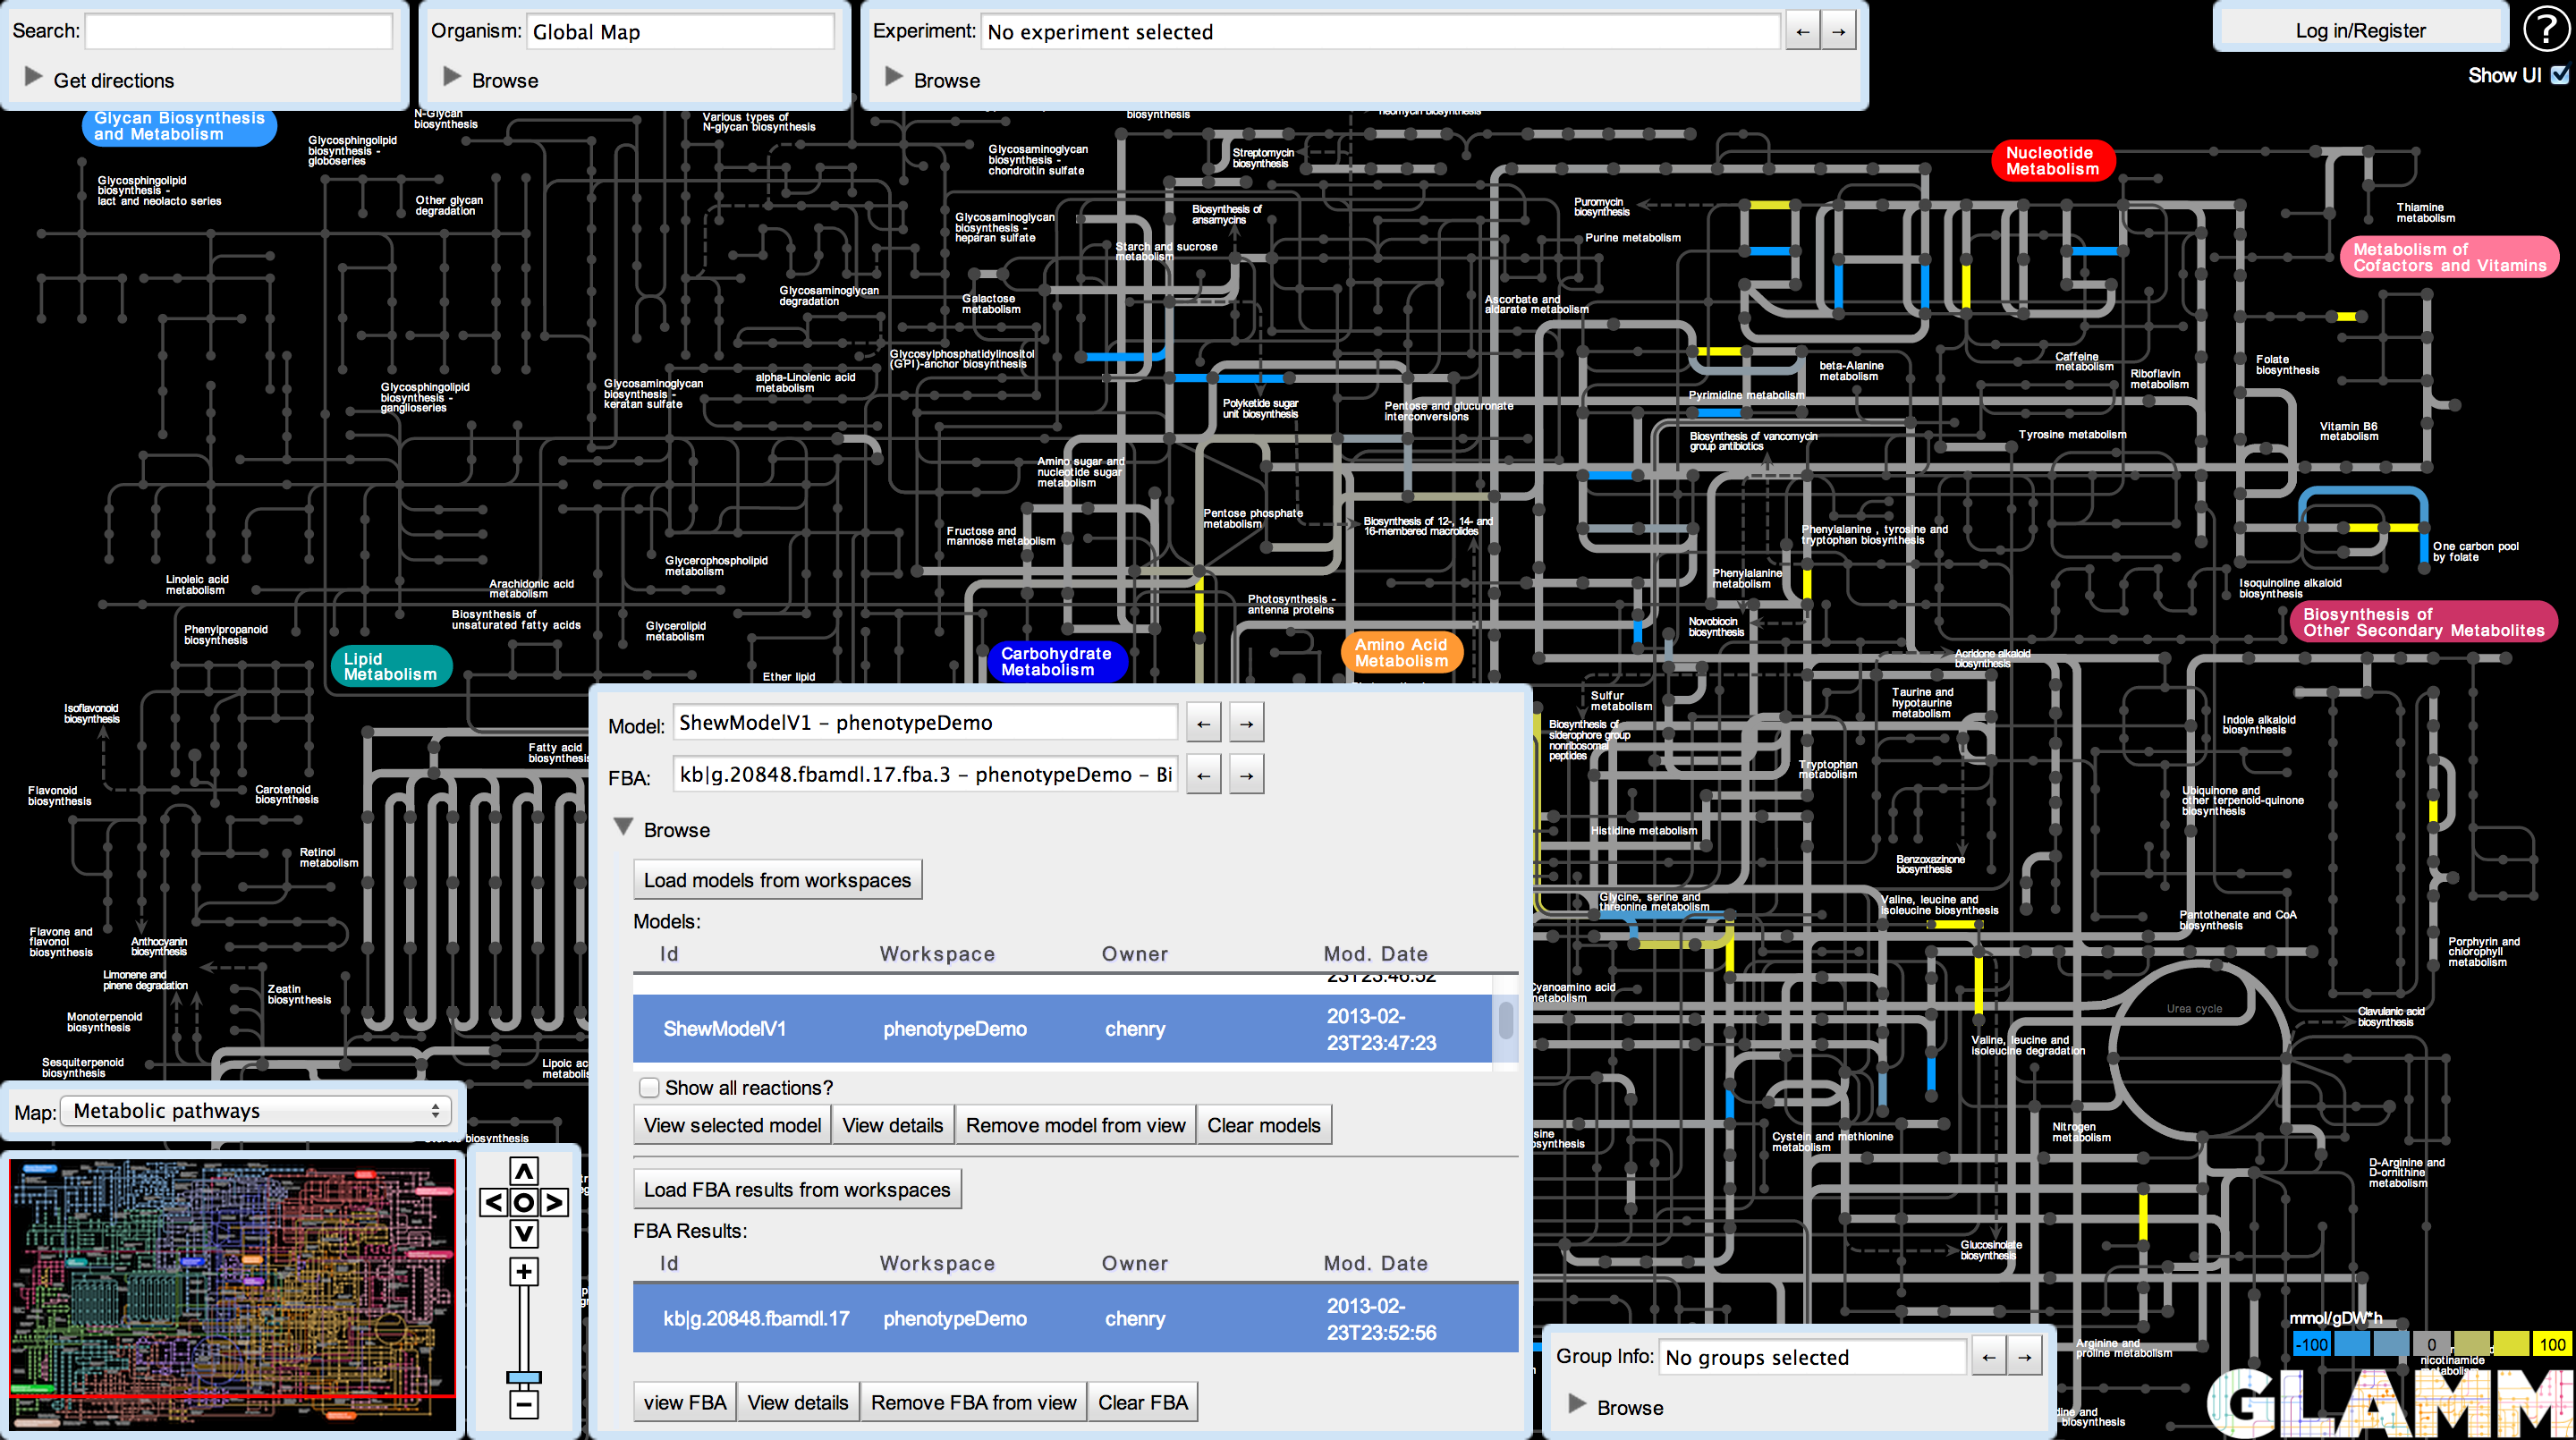 Search:
Get directions
Organism: Global Map
Browse
Experiment: No experiment selected
← →
Browse
Log in/Register
?
Show UI
Glycan Biosynthesis
and Metabolism
N-Glycan
biosynthesis
Various types of
N-glycan biosynthesis
biosynthesis
Glycosphingolipid
biosynthesis -
globoseries
Glycosaminoglycan
biosynthesis -
chondroitin sulfate
Streptomycin
biosynthesis
Nucleotide
Metabolism
Glycosphingolipid
biosynthesis -
lact and neolacto series
Other glycan
degradation
Glycosaminoglycan
biosynthesis -
heparan sulfate
Biosynthesis of
ansamycins
Puromycin
biosynthesis
Thiamine
metabolism
Starch and sucrose
metabolism
Purine metabolism
Metabolism of
Cofactors and Vitamins
Glycosaminoglycan
degradation
Galactose
metabolism
Ascorbate and
aldarate metabolism
Glycosylphosphatidylinositol
(GPI)-anchor biosynthesis
Caffeine
metabolism
Folate
biosynthesis
beta-Alanine
metabolism
Riboflavin
metabolism
Glycosphingolipid
biosynthesis -
ganglioseries
Glycosaminoglycan
biosynthesis -
keratan sulfate
alpha-Linolenic acid
metabolism
Polyketide sugar
unit biosynthesis
Pentose and glucuronate
interconversions
Pyrimidine metabolism
Biosynthesis of vancomycin
group antibiotics
Tyrosine metabolism
Vitamin B6
metabolism
Amino sugar and
nucleotide sugar
metabolism
Pentose phosphate
metabolism
Biosynthesis of 12-, 14- and
16-membered macrolides
Fructose and
mannose metabolism
Phenylalanine , tyrosine and
tryptophan biosynthesis
One carbon pool
by folate
Glycerophospholipid
metabolism
Linoleic acid
metabolism
Arachidonic acid
metabolism
Phenylalanine
metabolism
Isoquinoline alkaloid
biosynthesis
Photosynthesis -
antenna proteins
Biosynthesis of
unsaturated fatty acids
Glycerolipid
metabolism
Phenylpropanoid
biosynthesis
Novobiocin
biosynthesis
Biosynthesis of
Other Secondary Metabolites
Lipid
Metabolism
Carbohydrate
Metabolism
Amino Acid
Metabolism
Acridone alkaloid
biosynthesis
Ether lipid
Sulfur
metabolism
Taurine and
hypotaurine
metabolism
Isoflavonoid
biosynthesis
Biosynthesis of
siderophore group
nonribosomal
peptides
Indole alkaloid
biosynthesis
Fatty acid
biosynthesis
Tryptophan
metabolism
Flavonoid
biosynthesis
Carotenoid
biosynthesis
Ubiquinone and
other terpenoid-quinone
biosynthesis
Histidine metabolism
Retinol
metabolism
Benzoxazinone
biosynthesis
Glycine, serine and
threonine metabolism
Valine, leucine and
isoleucine biosynthesis
Pantothenate and CoA
biosynthesis
Flavone and
flavonol
biosynthesis
Anthocyanin
biosynthesis
Porphyrin and
chlorophyll
metabolism
Limonene and
pinene degradation
Zeatin
biosynthesis
Cyanoamino acid
metabolism
Urea cycle
Monoterpenoid
biosynthesis
Clavulanic acid
biosynthesis
Valine, leucine and
isoleucine degradation
Sesquiterpenoid
biosynthesis
Lipoic ac
metabolis
Cystein and methionine
metabolism
Nitrogen
metabolism
D-Arginine and
D-ornithine
metabolism
Glucosinolate
biosynthesis
Arginine and
proline metabolism
nicotinamide
metabolism
biosynthesis
Model: ShewModelV1 – phenotypeDemo
← →
FBA: kb|g.20848.fbamdl.17.fba.3 – phenotypeDemo – Bi
← →
Browse
Load models from workspaces
Models:
Id Workspace Owner Mod. Date
23T23:46:52
ShewModelV1 phenotypeDemo chenry 2013-02-
23T23:47:23
Show all reactions?
View selected model View details Remove model from view Clear models
Load FBA results from workspaces
FBA Results:
Id Workspace Owner Mod. Date
kb|g.20848.fbamdl.17 phenotypeDemo chenry 2013-02-
23T23:52:56
view FBA View details Remove FBA from view Clear FBA
Map: Metabolic pathways
biosynthesis
Group Info: No groups selected
← →
Browse
mmol/gDW*h
-100 0 100
GLAMM